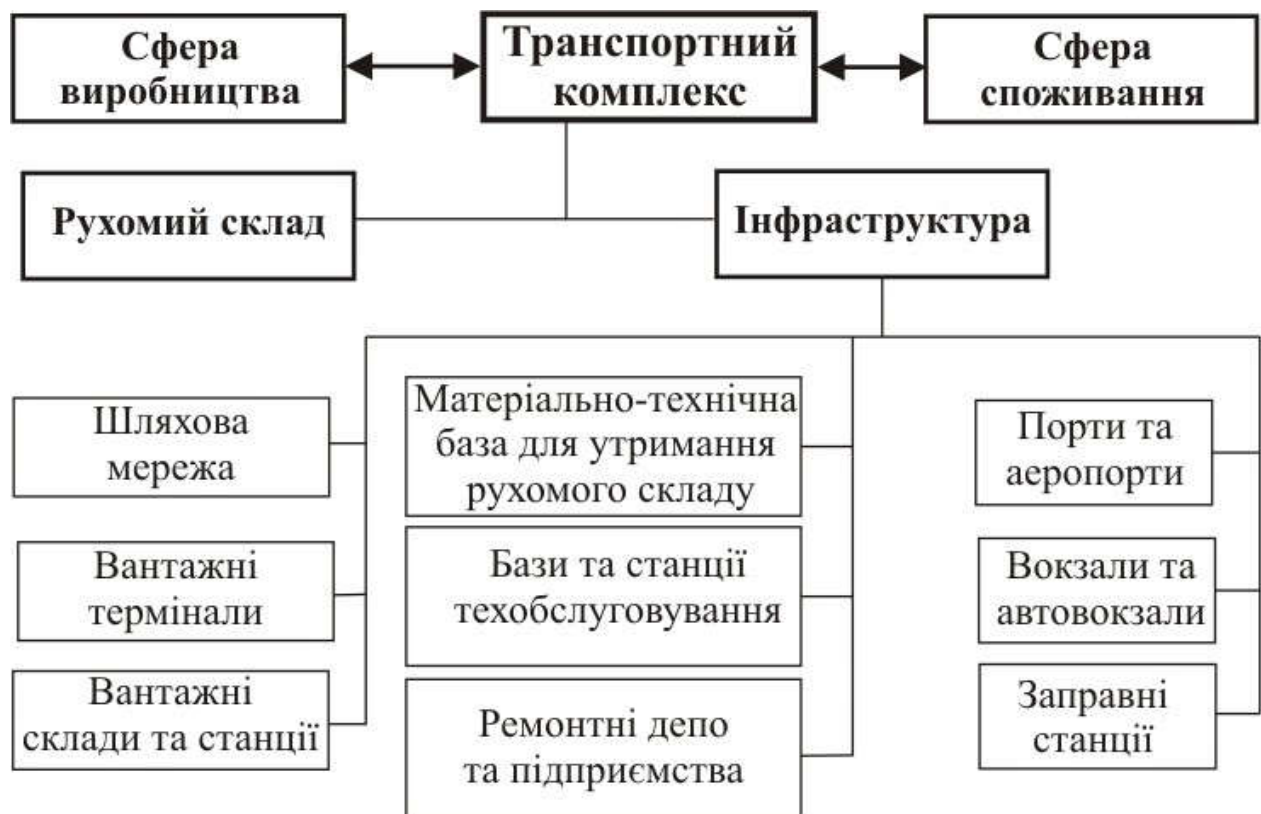 Сфера
виробництва
Транспортний
комплекс
Сфера
споживання
Рухомий склад
Інфраструктура
Шляхова
мережа
Вантажні
термінали
Вантажні
склади та станції
Матеріально-технічна
база для утримання
рухомого складу
Бази та станції
техобслуговування
Ремонтні депо
та підприємства
Порти та
аеропорти
Вокзали та
автовокзали
Заправні
станції